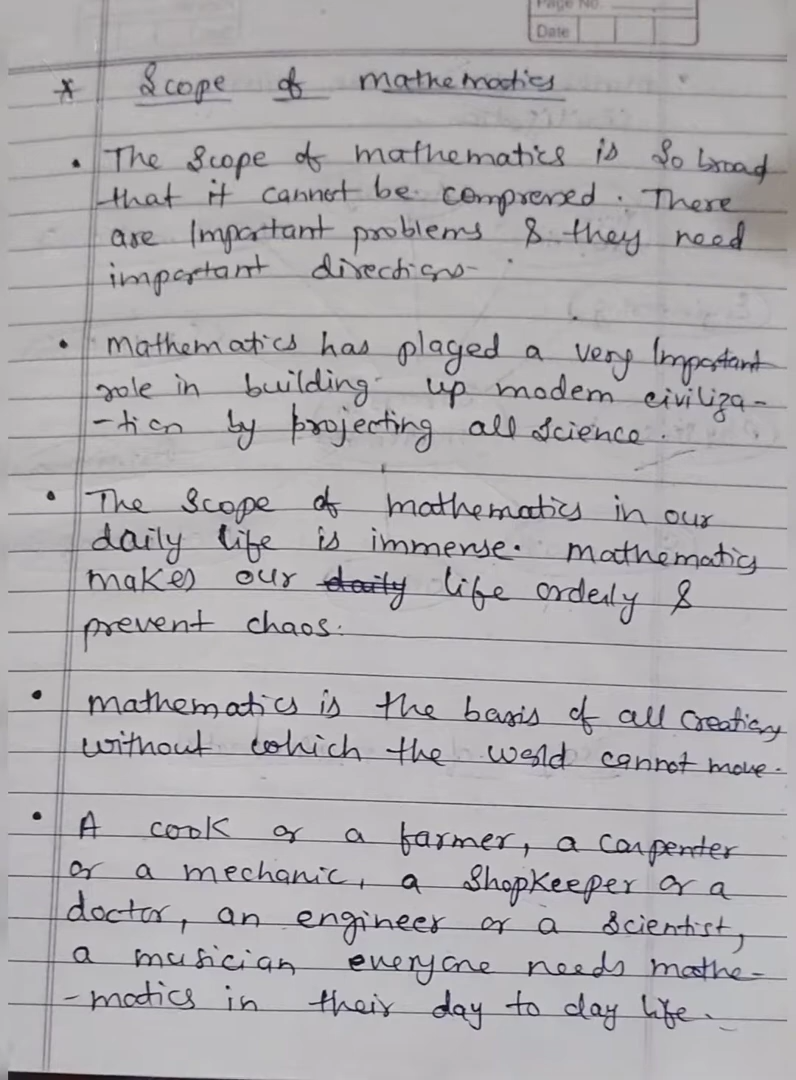 Page No.
Date
* Scope of mathematics
• The Scope of mathematics is so broad
that it cannot be compressed. There
are Important problems & they need
important directions.
• Mathematics has played a very Important
role in building up modern civiliza-
-tion by projecting all science.
• The Scope of mathematics in our
daily life is immense. Mathematics
makes our daily life orderly &
prevent chaos.
• Mathematics is the basis of all creations
without which the world cannot move.
• A cook or a farmer, a carpenter
or a mechanic, a Shopkeeper or a
doctor, an engineer or a scientist,
a musician everyone needs mathe-
-matics in their day to day life.